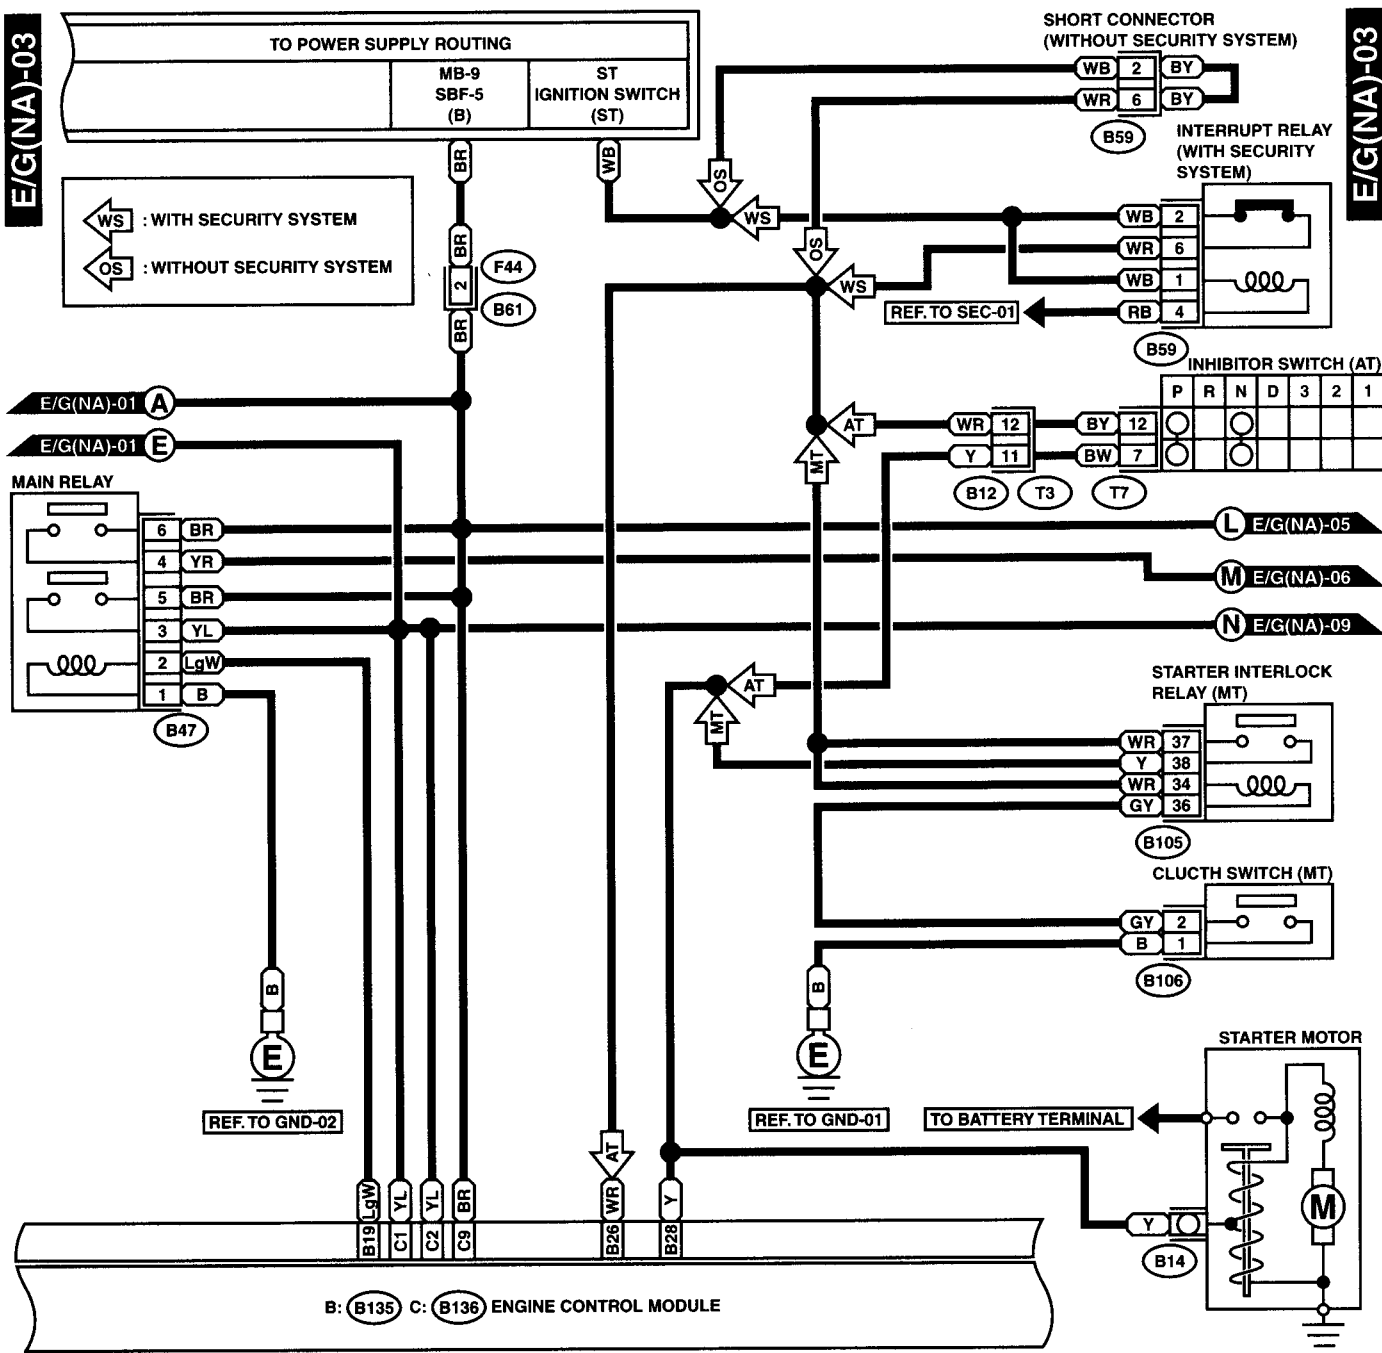 E/G(NA)-03
TO POWER SUPPLY ROUTING
MB-9
SBF-5
(B)
ST
IGNITION SWITCH
(ST)
SHORT CONNECTOR
(WITHOUT SECURITY SYSTEM)
E/G(NA)-03
WB 2 BY
WR 6 BY
B59
BR
WB
OS
WS
WS : WITH SECURITY SYSTEM
OS : WITHOUT SECURITY SYSTEM
INTERRUPT RELAY
(WITH SECURITY
SYSTEM)
WB 2
WR 6
WB 1
RB 4
B59
OS
WS
REF. TO SEC-01
BR
2
F44
B61
BR
INHIBITOR SWITCH (AT)
P R N D 3 2 1
E/G(NA)-01 A
E/G(NA)-01 E
AT
MT
WR 12 BY 12
Y 11 BW 7
B12 T3 T7
MAIN RELAY
6 BR
4 YR
5 BR
3 YL
2 LgW
1 B
B47
L E/G(NA)-05
M E/G(NA)-06
N E/G(NA)-09
AT
MT
STARTER INTERLOCK
RELAY (MT)
WR 37
Y 38
WR 34
GY 36
B105
CLUCTH SWITCH (MT)
GY 2
B 1
B106
B
E
REF. TO GND-02
B
E
REF. TO GND-01
STARTER MOTOR
TO BATTERY TERMINAL
M
Y
B14
AT
LgW YL YL BR WR Y
B19 C1 C2 C9 B26 B28
B: B135 C: B136 ENGINE CONTROL MODULE